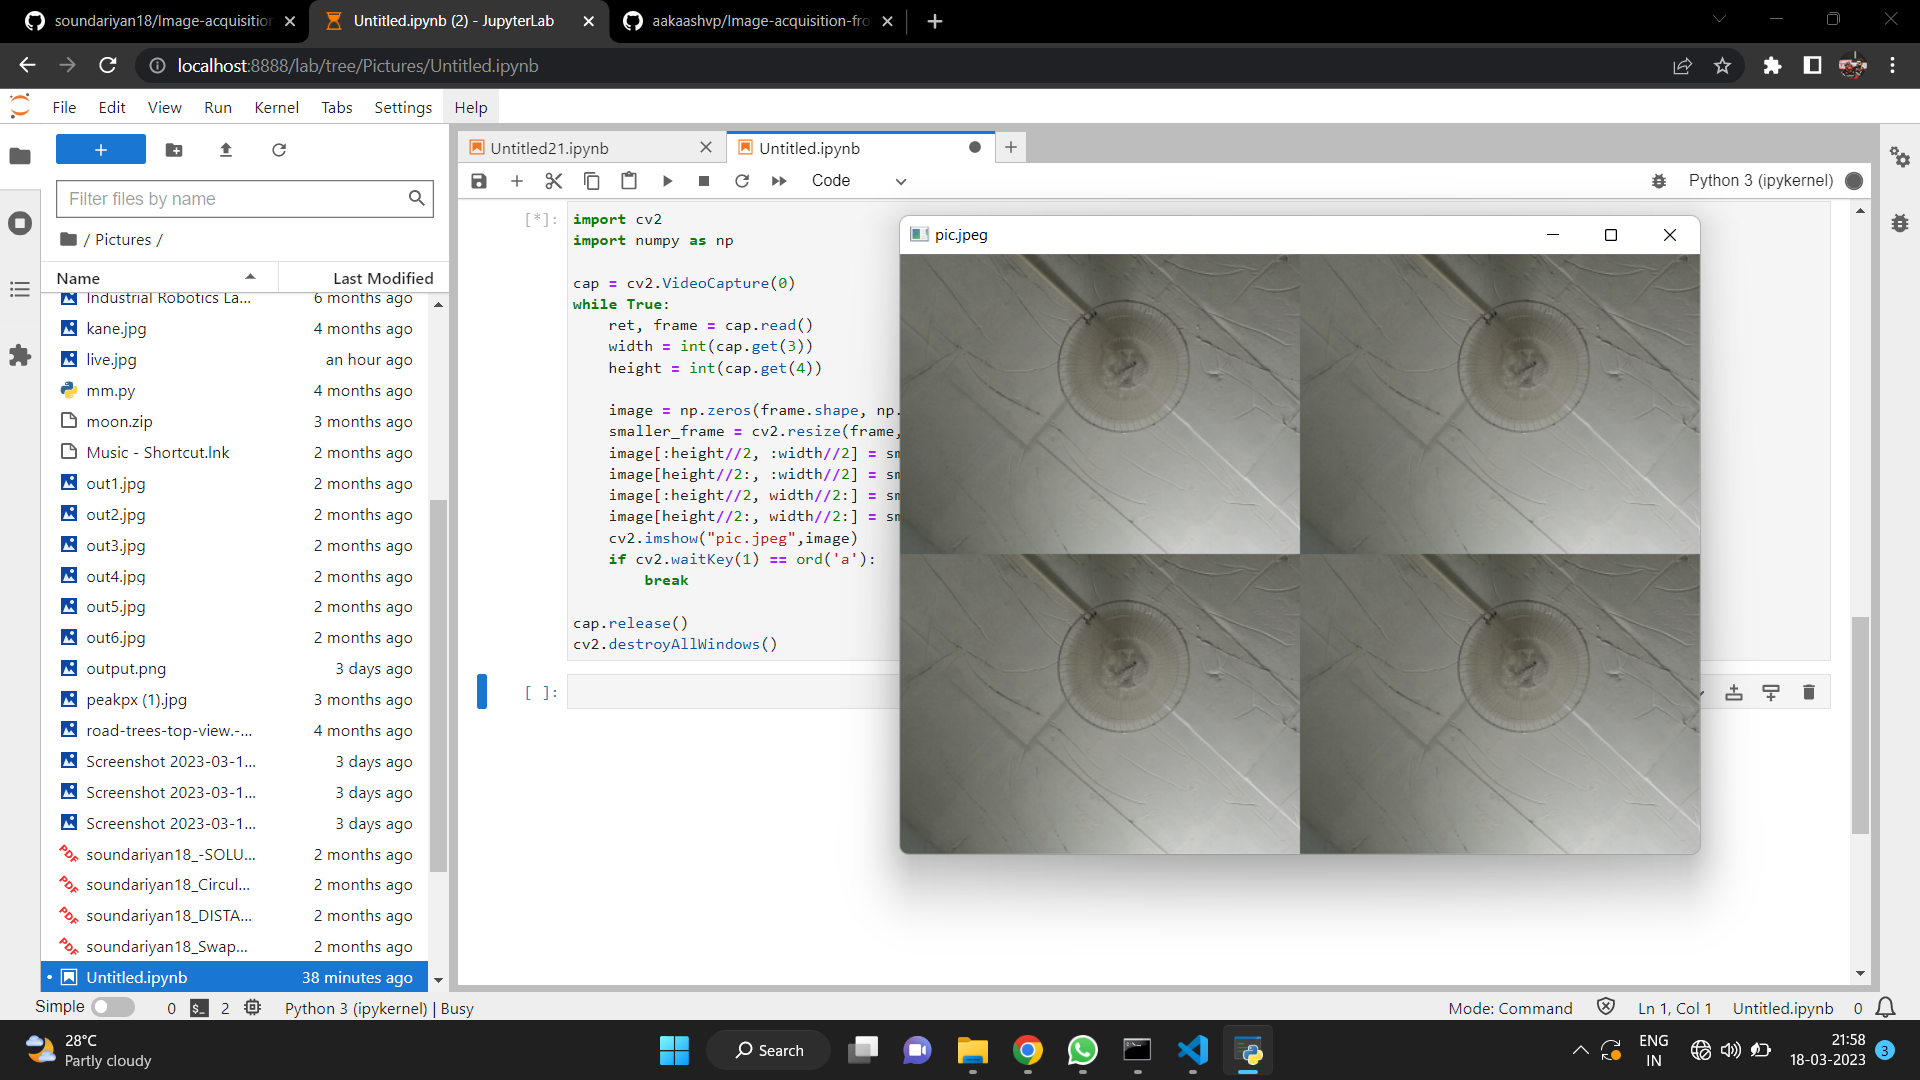 soundariyan18/Image-acquisition
Untitled.ipynb (2) - JupyterLab
aakaashvp/Image-acquisition-fro
localhost:8888/lab/tree/Pictures/Untitled.ipynb
File Edit View Run Kernel Tabs Settings Help
Filter files by name
/ Pictures /
Name Last Modified
Industrial Robotics La... 6 months ago
kane.jpg 4 months ago
live.jpg an hour ago
mm.py 4 months ago
moon.zip 3 months ago
Music - Shortcut.lnk 2 months ago
out1.jpg 2 months ago
out2.jpg 2 months ago
out3.jpg 2 months ago
out4.jpg 2 months ago
out5.jpg 2 months ago
out6.jpg 2 months ago
output.png 3 days ago
peakpx (1).jpg 3 months ago
road-trees-top-view.-... 4 months ago
Screenshot 2023-03-1... 3 days ago
Screenshot 2023-03-1... 3 days ago
Screenshot 2023-03-1... 3 days ago
soundariyan18_-SOLU... 2 months ago
soundariyan18_Circul... 2 months ago
soundariyan18_DISTA... 2 months ago
soundariyan18_Swap... 2 months ago
Untitled.ipynb 38 minutes ago
Untitled21.ipynb
Untitled.ipynb
Code
Python 3 (ipykernel)
[*]:
import cv2
import numpy as np
cap = cv2.VideoCapture(0)
while True:
    ret, frame = cap.read()
    width = int(cap.get(3))
    height = int(cap.get(4))
    image = np.zeros(frame.shape, np.
    smaller_frame = cv2.resize(frame,
    image[:height//2, :width//2] = sm
    image[height//2:, :width//2] = sm
    image[:height//2, width//2:] = sm
    image[height//2:, width//2:] = sm
    cv2.imshow("pic.jpeg",image)
    if cv2.waitKey(1) == ord('a'):
        break
cap.release()
cv2.destroyAllWindows()
[ ]:
pic.jpeg
Simple 0 $_ 2 Python 3 (ipykernel) | Busy
Mode: Command Ln 1, Col 1 Untitled.ipynb 0
28°C
Partly cloudy
Search
ENG
IN
21:58
18-03-2023
3